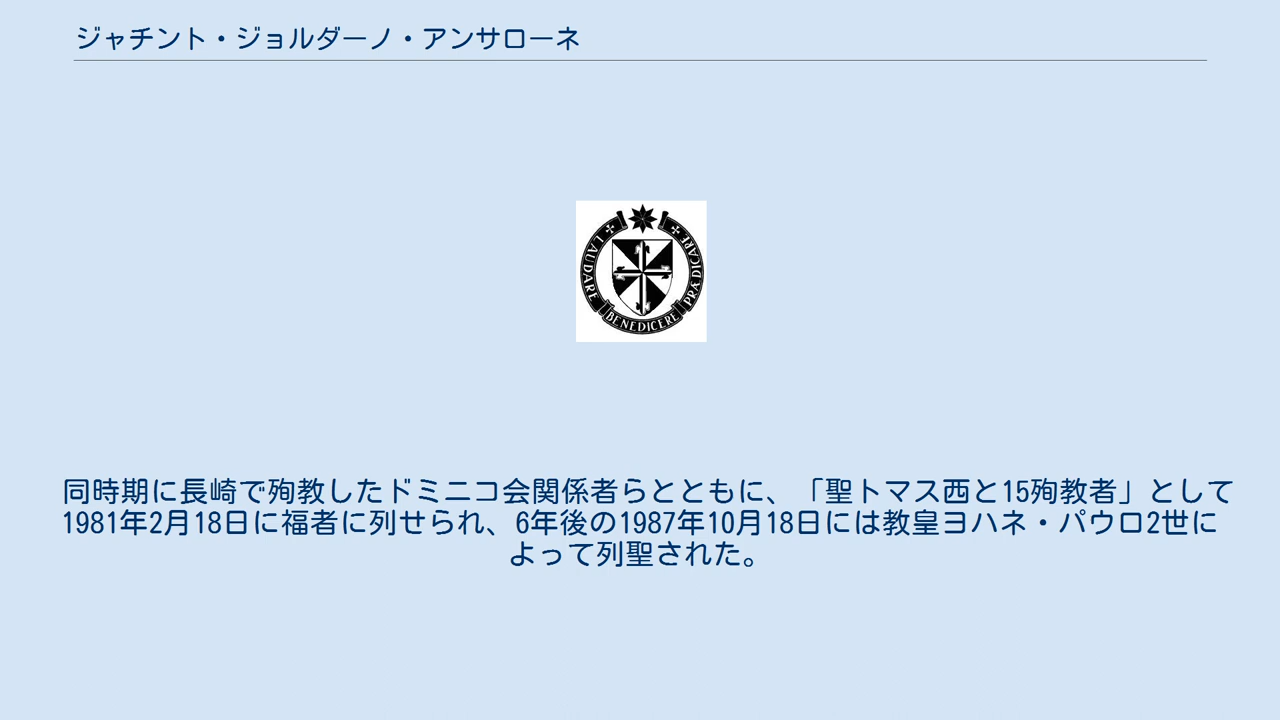 ジャチント・ジョルダーノ・アンサローネ
LAUDARE
BENEDICERE
PRÆDICARE
同時期に長崎で殉教したドミニコ会関係者らとともに、「聖トマス西と15殉教者」として
1981年2月18日に福者に列せられ、6年後の1987年10月18日には教皇ヨハネ・パウロ2世に
よって列聖された。